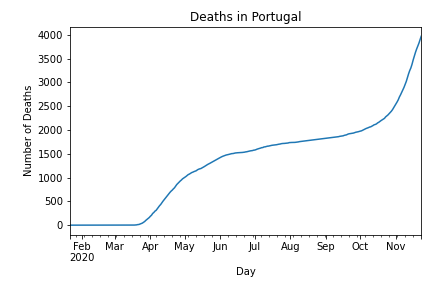 Deaths in Portugal
Number of Deaths
4000
3500
3000
2500
2000
1500
1000
500
0
Feb Mar Apr May Jun Jul Aug Sep Oct Nov
2020
Day